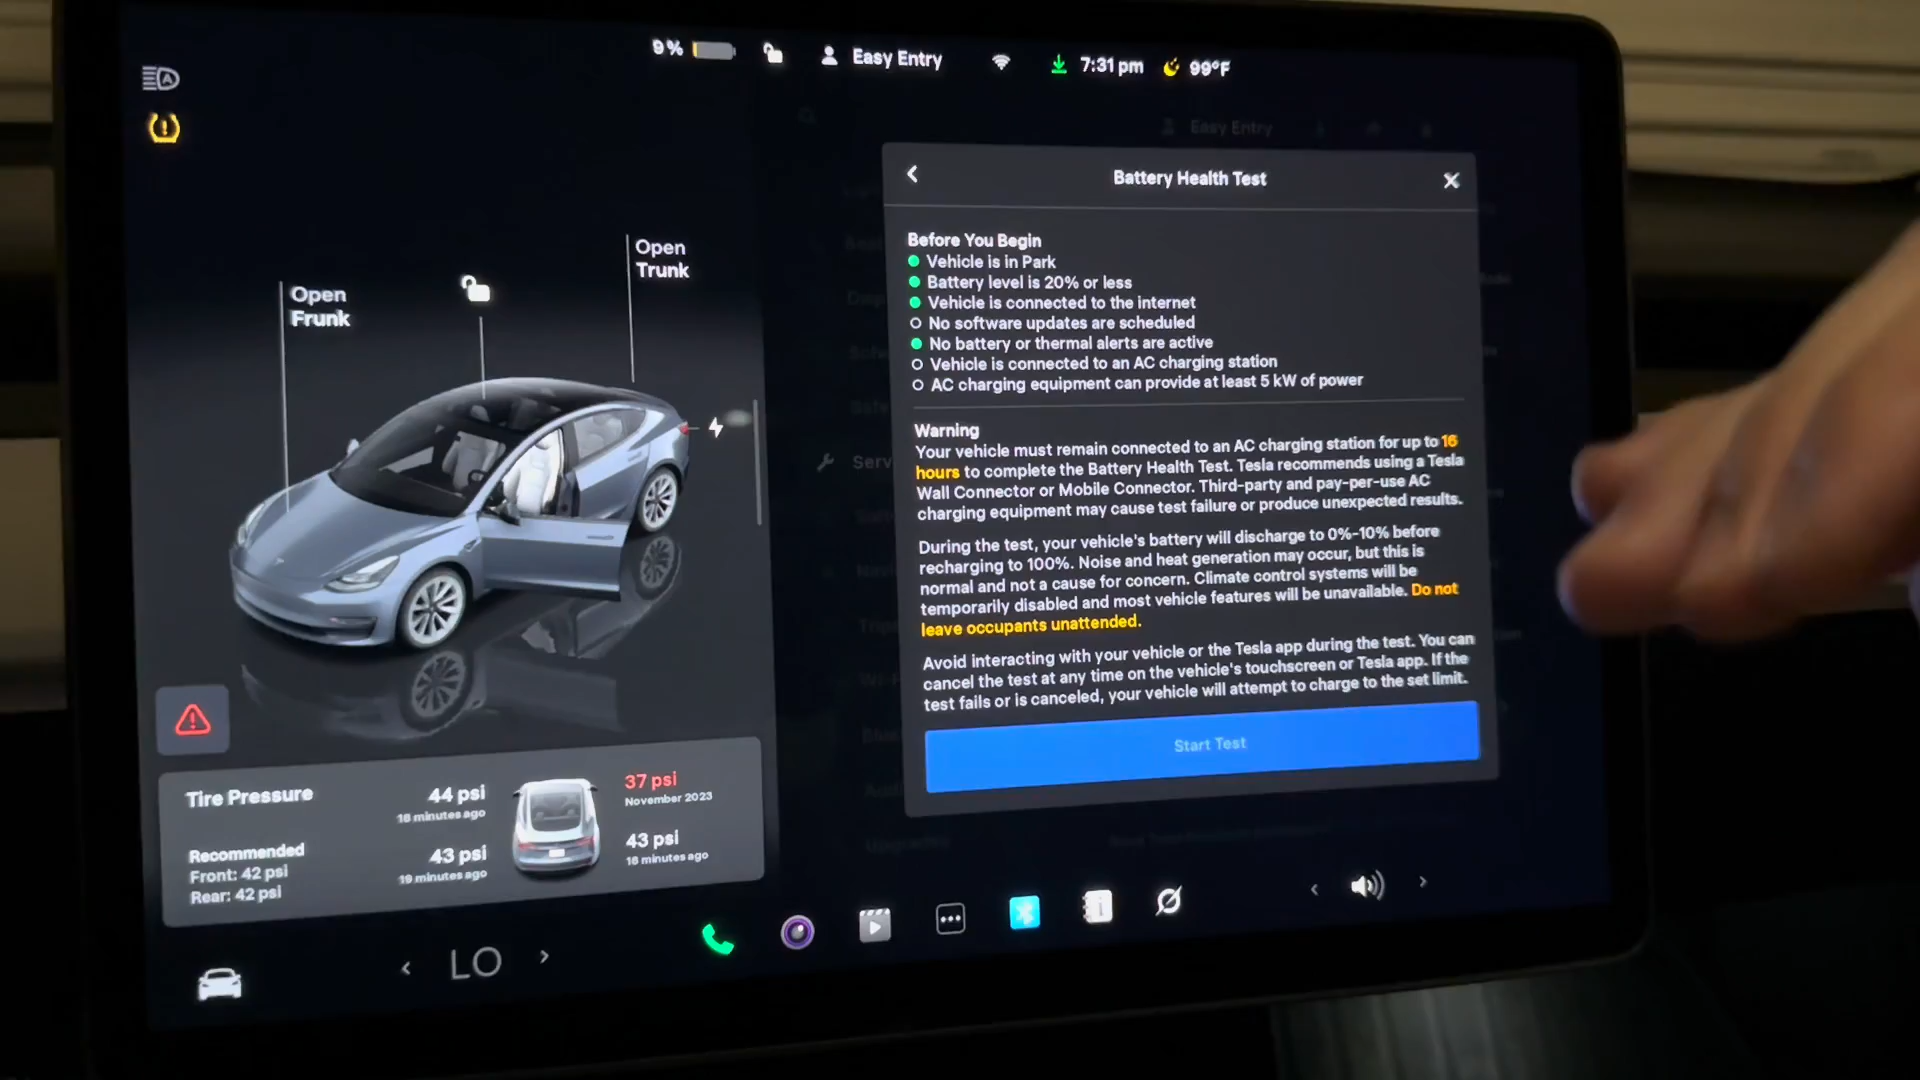 9%
Easy Entry
7:31 pm
99°F
Easy Entry
Open
Frunk
Open
Trunk
Tire Pressure
44 psi
18 minutes ago
37 psi
November 2023
Recommended
Front: 42 psi
Rear: 42 psi
43 psi
19 minutes ago
43 psi
16 minutes ago
LO
Battery Health Test
Before You Begin
Vehicle is in Park
Battery level is 20% or less
Vehicle is connected to the internet
No software updates are scheduled
No battery or thermal alerts are active
Vehicle is connected to an AC charging station
AC charging equipment can provide at least 5 kW of power
Warning
Your vehicle must remain connected to an AC charging station for up to 16
hours to complete the Battery Health Test. Tesla recommends using a Tesla
Wall Connector or Mobile Connector. Third-party and pay-per-use AC
charging equipment may cause test failure or produce unexpected results.
During the test, your vehicle's battery will discharge to 0%-10% before
recharging to 100%. Noise and heat generation may occur, but this is
normal and not a cause for concern. Climate control systems will be
temporarily disabled and most vehicle features will be unavailable. Do not
leave occupants unattended.
Avoid interacting with your vehicle or the Tesla app during the test. You can
cancel the test at any time on the vehicle's touchscreen or Tesla app. If the
test fails or is canceled, your vehicle will attempt to charge to the set limit.
Start Test
Serv